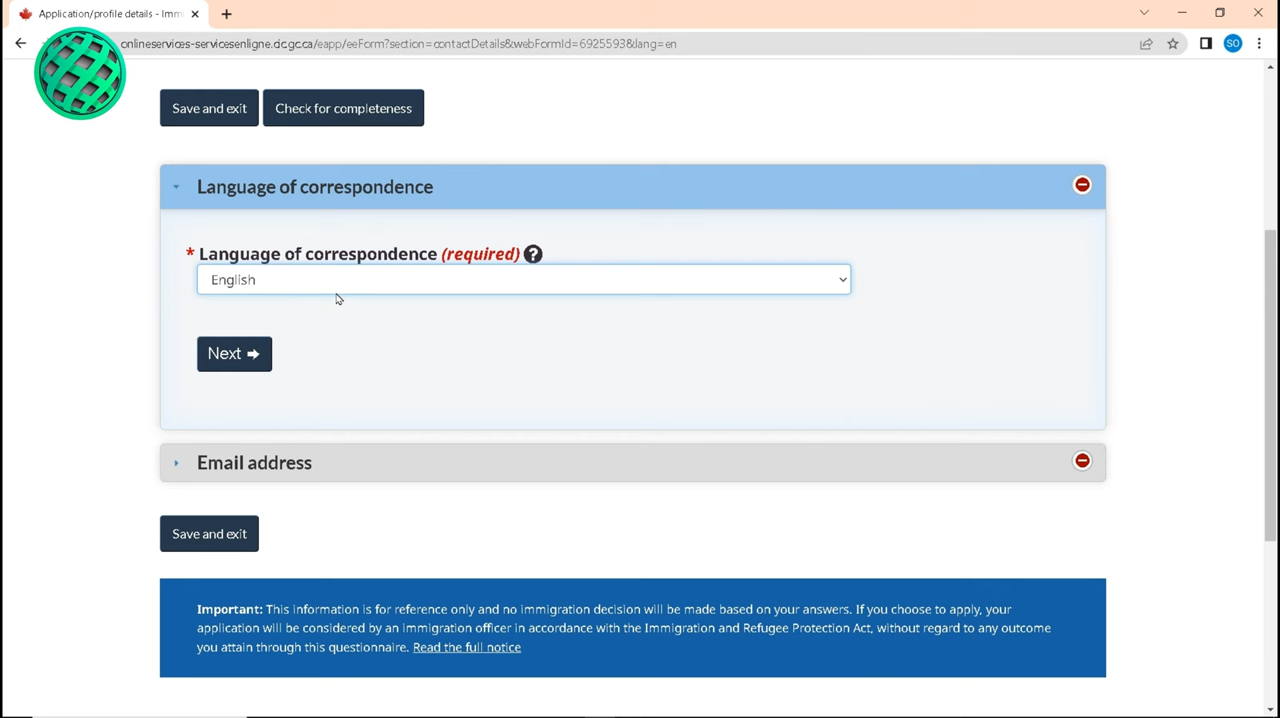 Application/profile details - Imm
onlineservices-servicesenligne.cic.gc.ca/eapp/eeForm?section=contactDetails&webFormId=6925593&lang=en
SO
Save and exit
Check for completeness
Language of correspondence
* Language of correspondence (required) ?
English
Next
Email address
Save and exit
Important: This information is for reference only and no immigration decision will be made based on your answers. If you choose to apply, your
application will be considered by an immigration officer in accordance with the Immigration and Refugee Protection Act, without regard to any outcome
you attain through this questionnaire. Read the full notice